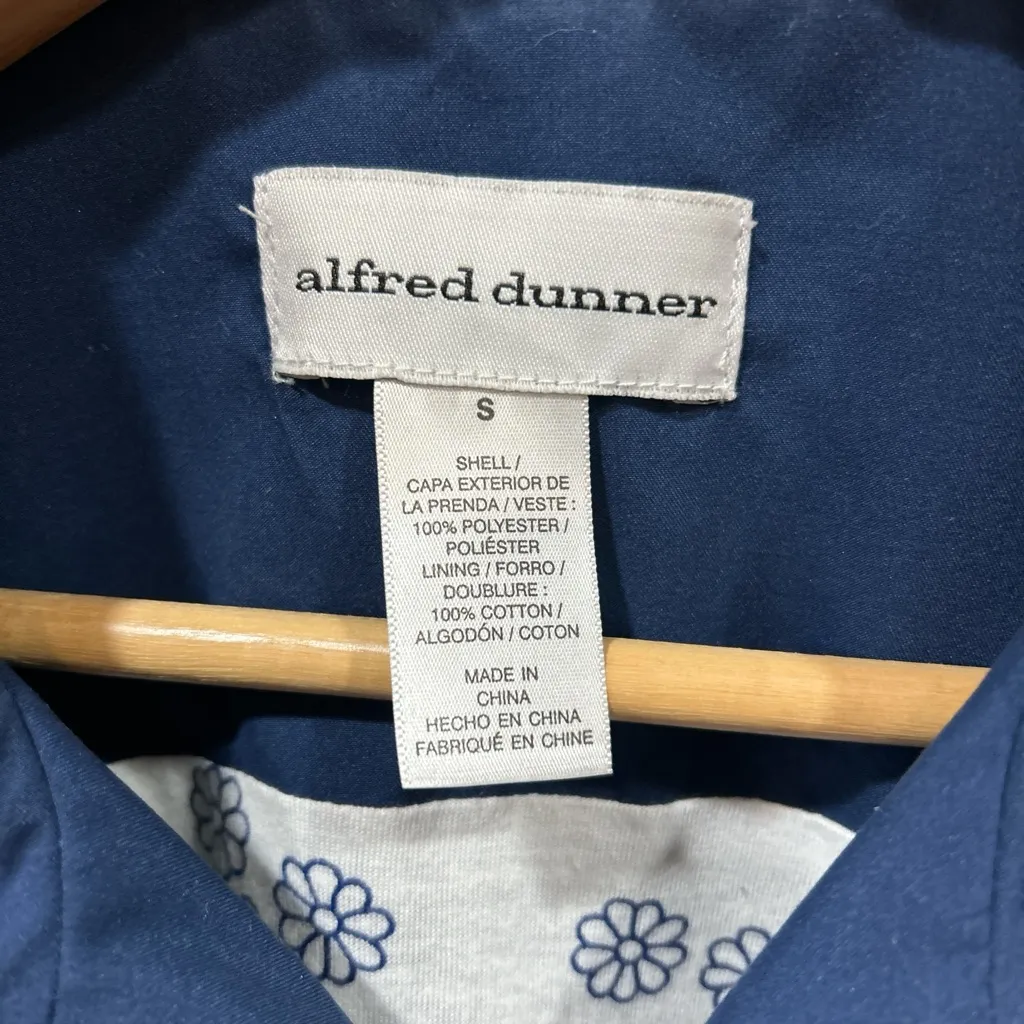 alfred dunner
S
SHELL /
CAPA EXTERIOR DE
LA PRENDA / VESTE :
100% POLYESTER /
POLIÉSTER
LINING / FORRO /
DOUBLURE :
100% COTTON /
ALGODÓN / COTON
MADE IN
CHINA
HECHO EN CHINA
FABRIQUÉ EN CHINE